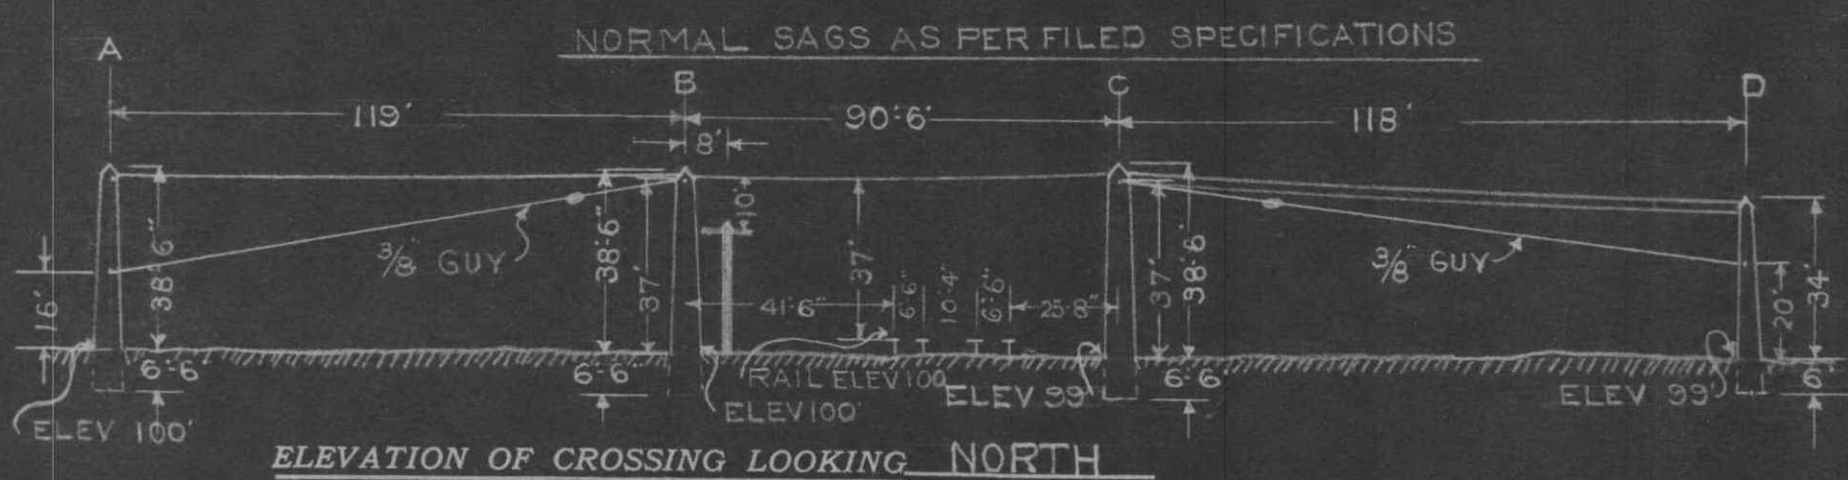 NORMAL SAGS AS PER FILED SPECIFICATIONS
A
B
C
D
119'
90'-6"
118'
8'
10'
16'
38'-6"
3/8" GUY
38'-6"
37'
37'
41'-6"
6'-6"
10'-4"
6'-6"
25'-8"
37'
38'-6'
3/8" GUY
20'
34'
6'-6"
6'-6"
RAIL ELEV 100
ELEV 99'
6'-6'
ELEV 99'
6'
ELEV 100'
ELEV 100'
ELEVATION OF CROSSING LOOKING NORTH